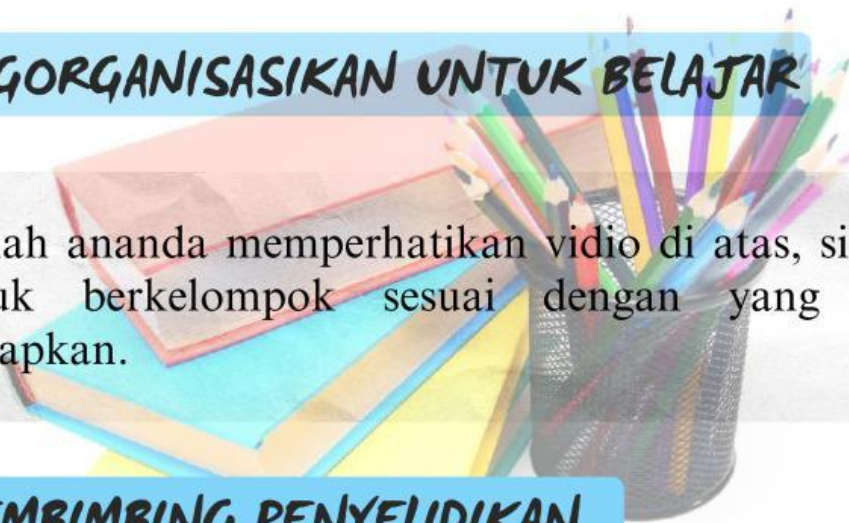 GORGANISASIKAN UNTUK BELAJAR
ah ananda memperhatikan vidio di atas, si
uk berkelompok sesuai dengan yang
apkan.
MBIMBING PENYELIDIKAN